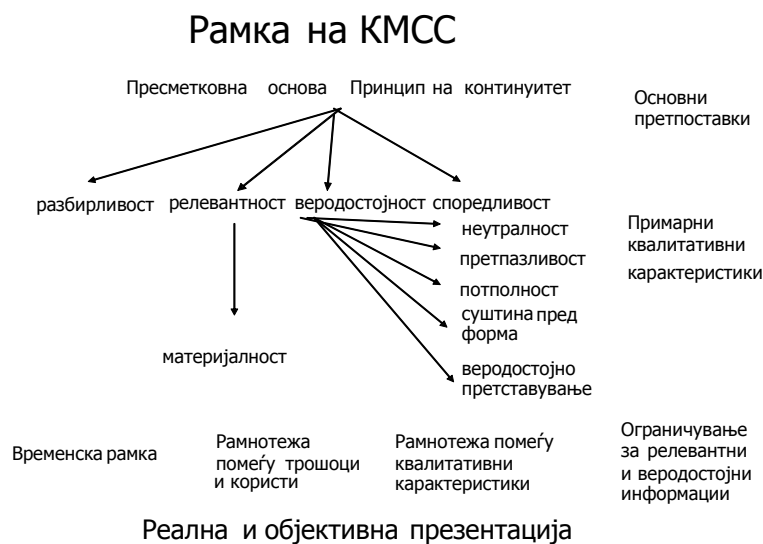 Рамка на КМСС
Пресметковна основа Принцип на континуитет
Основни
претпоставки
разбирливост релевантност веродостојност споредливост
неутралност
претпазливост
потполност
суштина пред
форма
веродостојно
претставување
Примарни
квалитативни
карактеристики
материјалност
Временска рамка
Рамнотежа
помеѓу трошоци
и користи
Рамнотежа помеѓу
квалитативни
карактеристики
Ограничување
за релевантни
и веродостојни
информации
Реална и објективна презентација